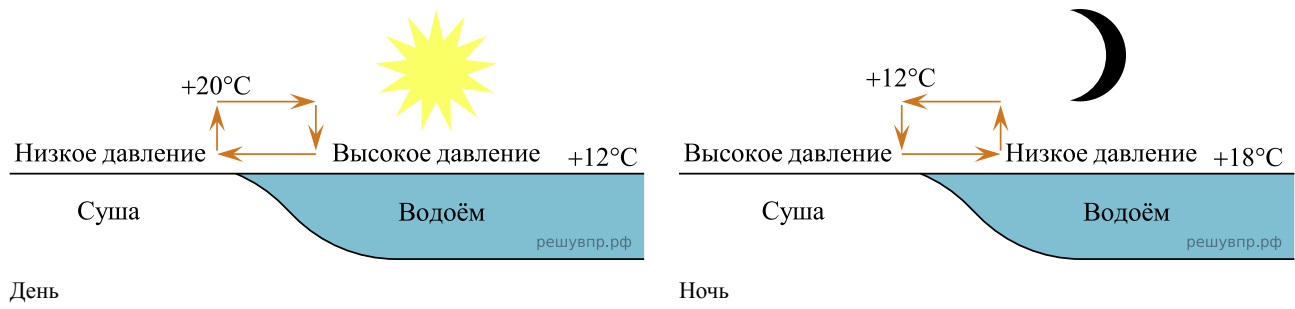 +20°C
Низкое давление
Высокое давление
+12°C
Суша
Водоём
решувпр.рф
День
+12°C
Высокое давление
Низкое давление
+18°C
Суша
Водоём
решувпр.рф
Ночь